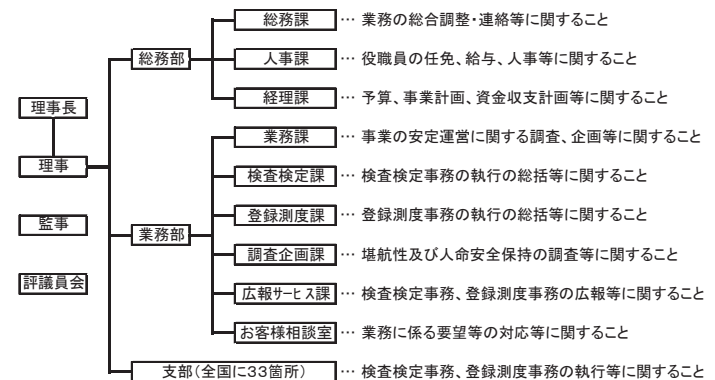 総務課 … 業務の総合調整・連絡等に関すること
総務部 人事課 … 役職員の任免、給与、人事等に関すること
経理課 … 予算、事業計画、資金収支計画等に関すること
理事長
業務課 … 事業の安定運営に関する調査、企画等に関すること
理事 検査検定課 … 検査検定事務の執行の総括等に関すること
登録測度課 … 登録測度事務の執行の総括等に関すること
監事
業務部
調査企画課 … 堪航性及び人命安全保持の調査等に関すること
評議員会
広報サービス課 … 検査検定事務、登録測度事務の広報等に関すること
お客様相談室 … 業務に係る要望等の対応等に関すること
支部(全国に33箇所) … 検査検定事務、登録測度事務の執行等に関すること